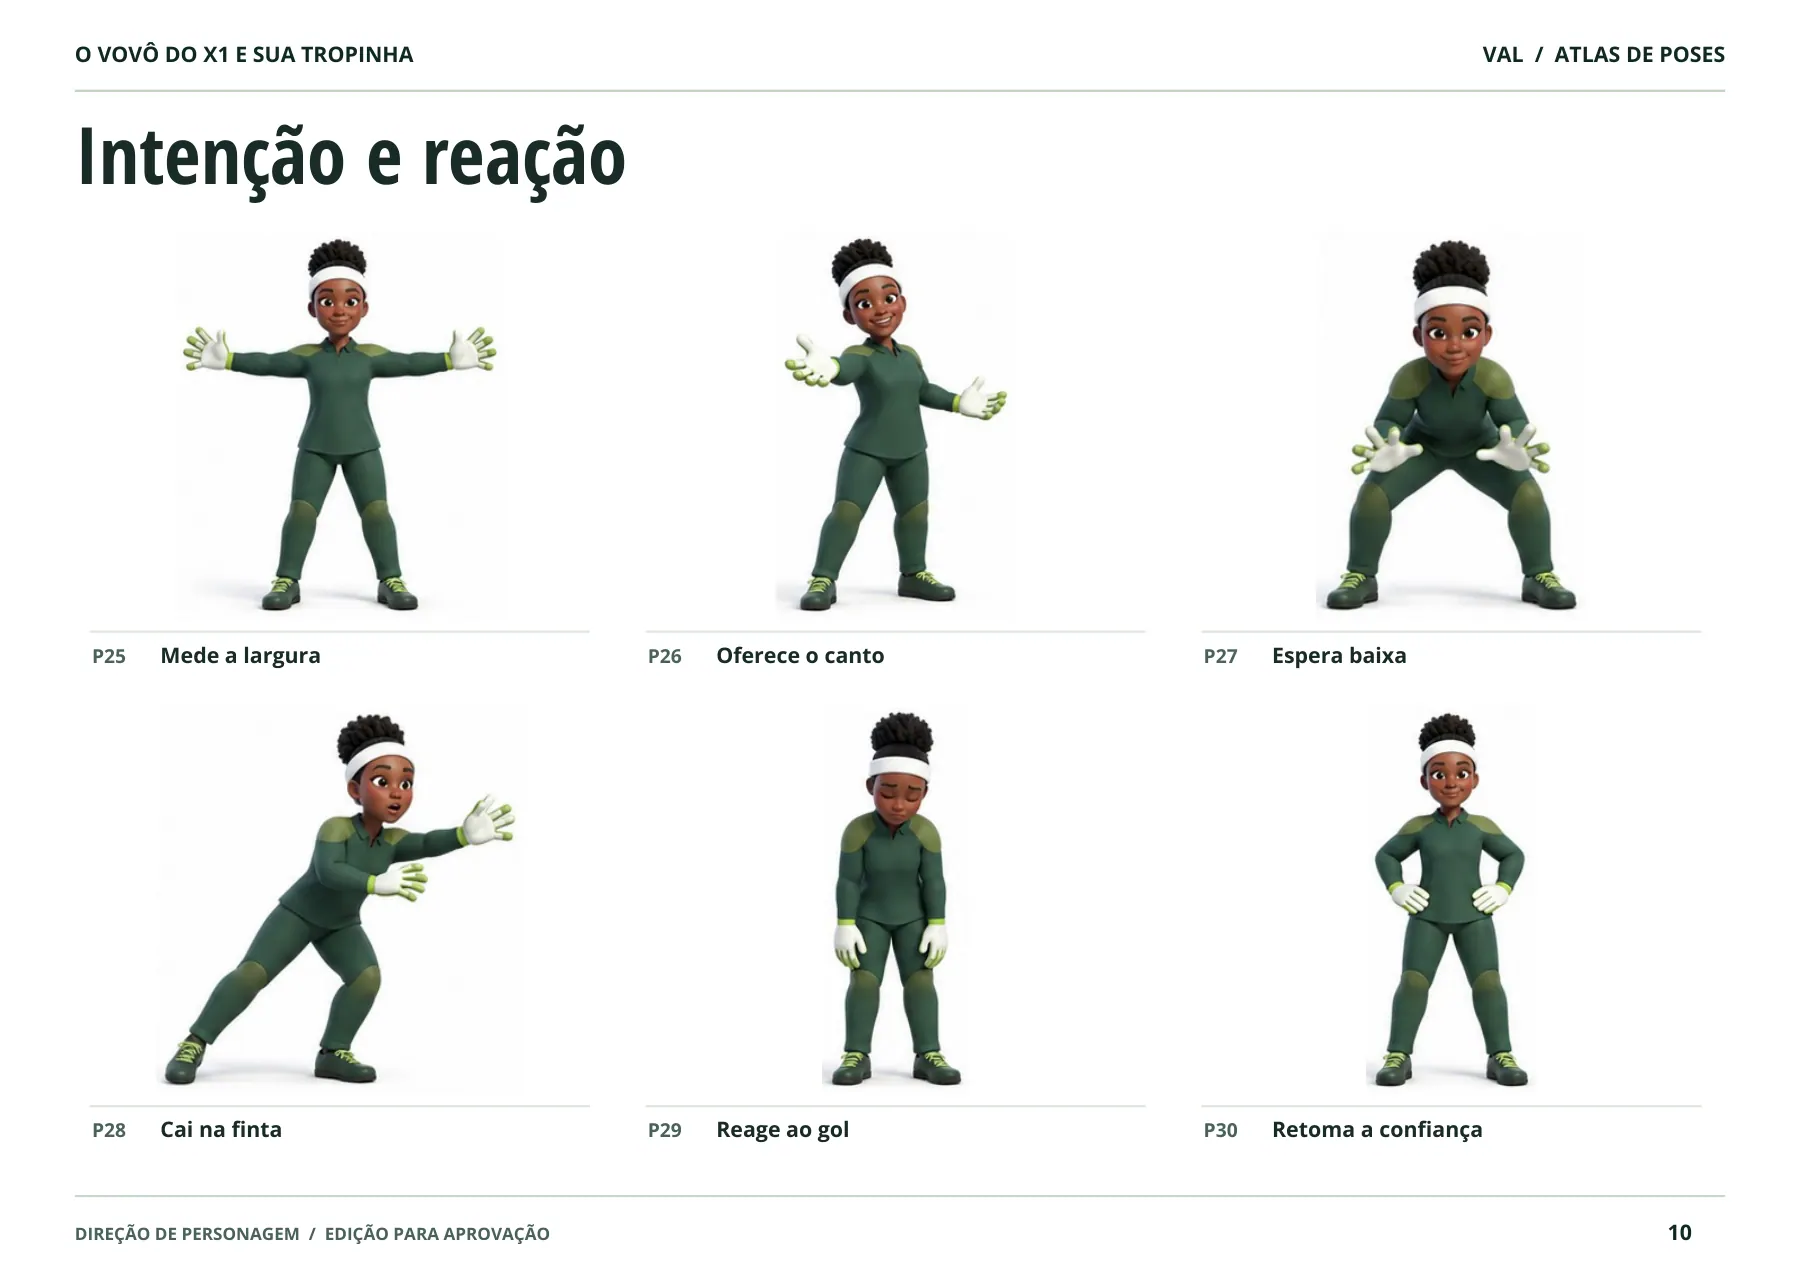 O VOVÔ DO X1 E SUA TROPINHA
VAL / ATLAS DE POSES
Intenção e reação
P25 Mede a largura
P26 Oferece o canto
P27 Espera baixa
P28 Cai na finta
P29 Reage ao gol
P30 Retoma a confiança
DIREÇÃO DE PERSONAGEM / EDIÇÃO PARA APROVAÇÃO
10